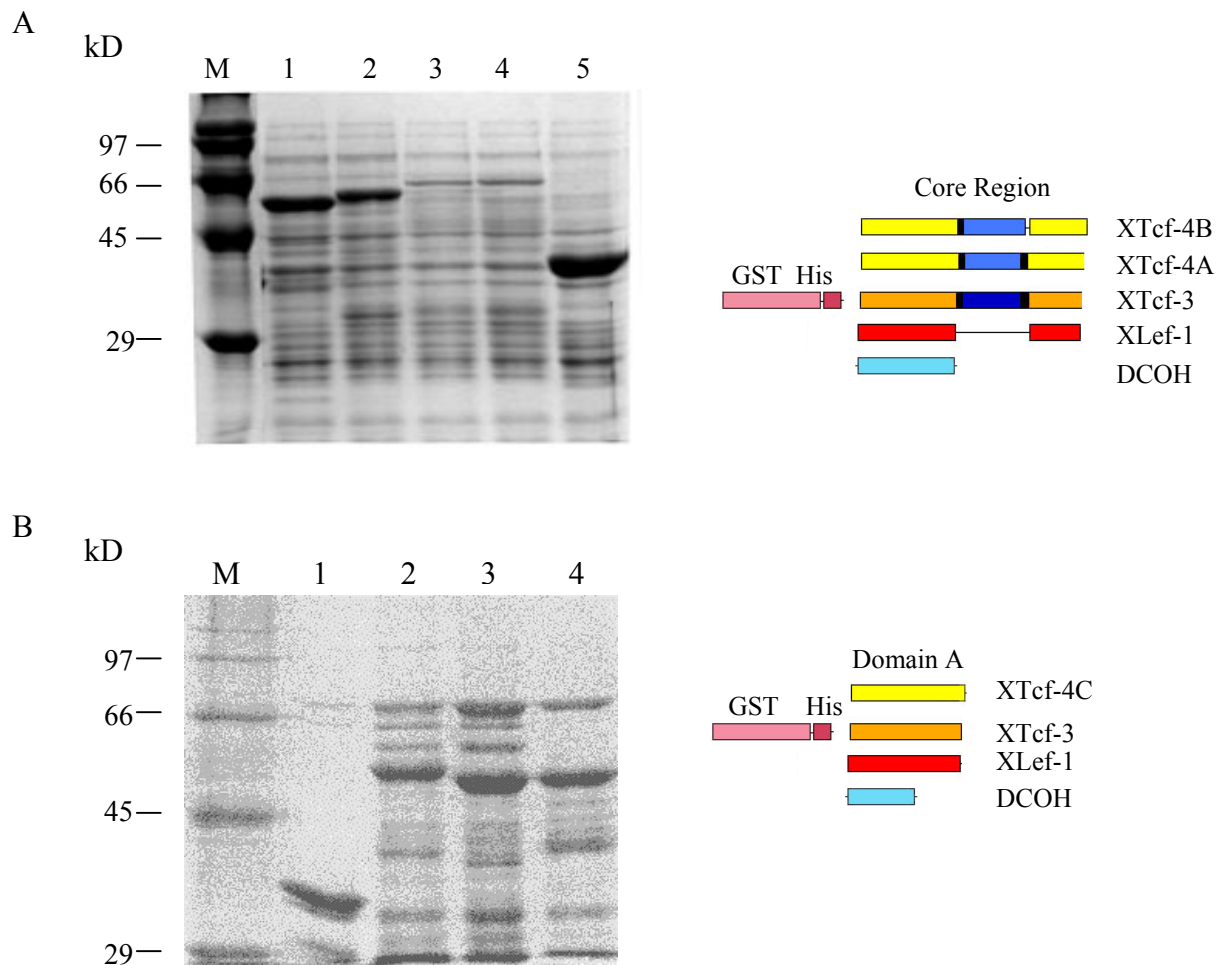 A
kD
M 1 2 3 4 5
97
66
45
29
Core Region
GST His
XTcf-4B
XTcf-4A
XTcf-3
XLef-1
DCOH
B
kD
M 1 2 3 4
97
66
45
29
Domain A
GST His
XTcf-4C
XTcf-3
XLef-1
DCOH